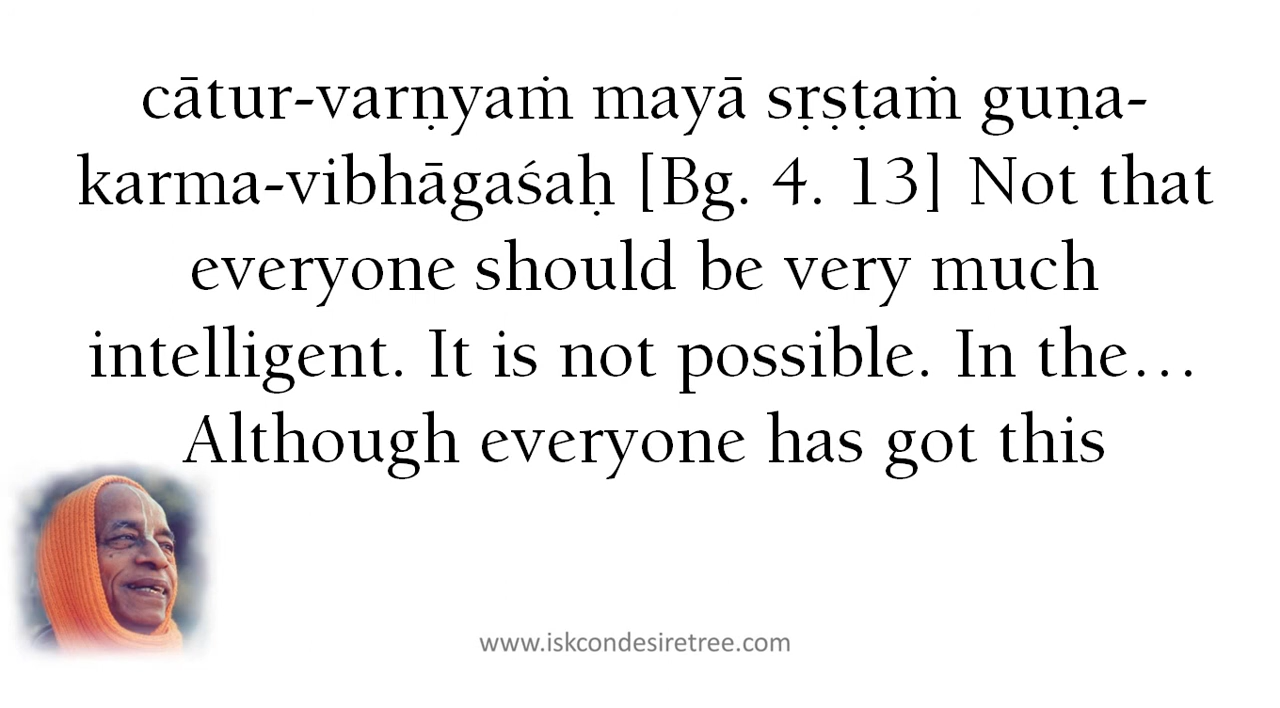 cātur-varṇyaṁ mayā sṛṣṭaṁ guṇa-
karma-vibhāgaśaḥ [Bg. 4. 13] Not that
everyone should be very much
intelligent. It is not possible. In the…
Although everyone has got this
www.iskcondesiretree.com